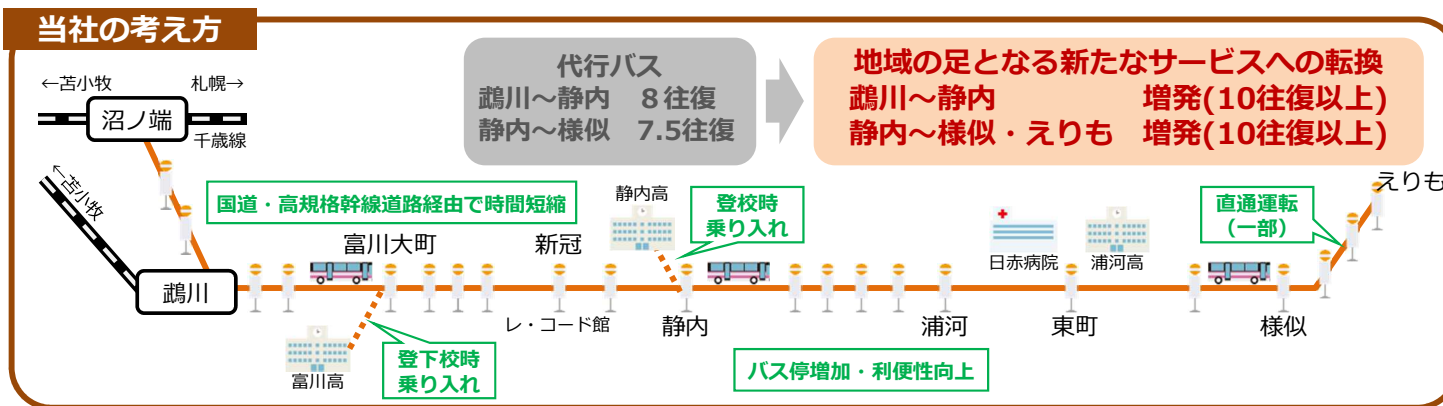 当社の考え方
代行バス
鵡川~静内 8往復
静内~様似 7.5往復
地域の足となる新たなサービスへの転換
鵡川~静内 増発(10往復以上)
静内~様似・えりも 増発(10往復以上)
←苫小牧 札幌→
沼ノ端
千歳線
←苫小牧
鵡川
国道・高規格幹線道路経由で時間短縮
富川大町
富川高
登下校時
乗り入れ
新冠
レ・コード館
静内高
登校時
乗り入れ
静内
バス停増加・利便性向上
浦河
日赤病院
浦河高
東町
直通運転
(一部)
様似
えりも